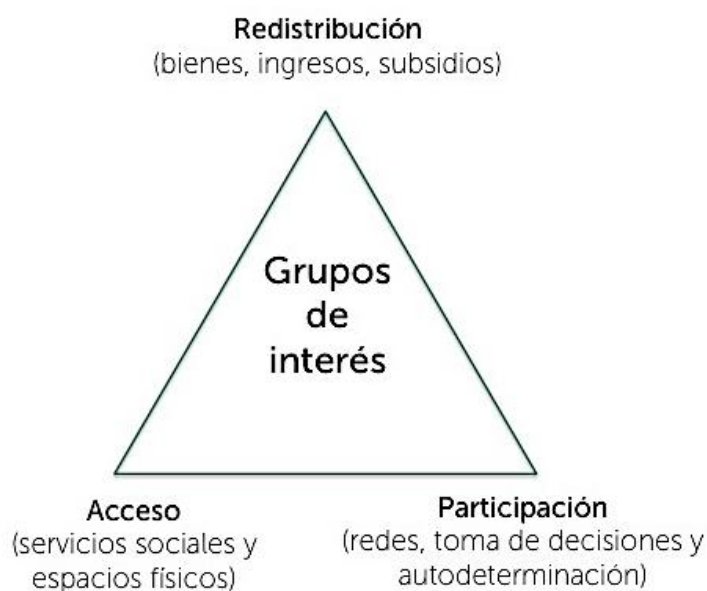 Redistribución
(bienes, ingresos, subsidios)
Grupos
de
interés
Acceso
(servicios sociales y
espacios físicos)
Participación
(redes, toma de decisiones y
autodeterminación)